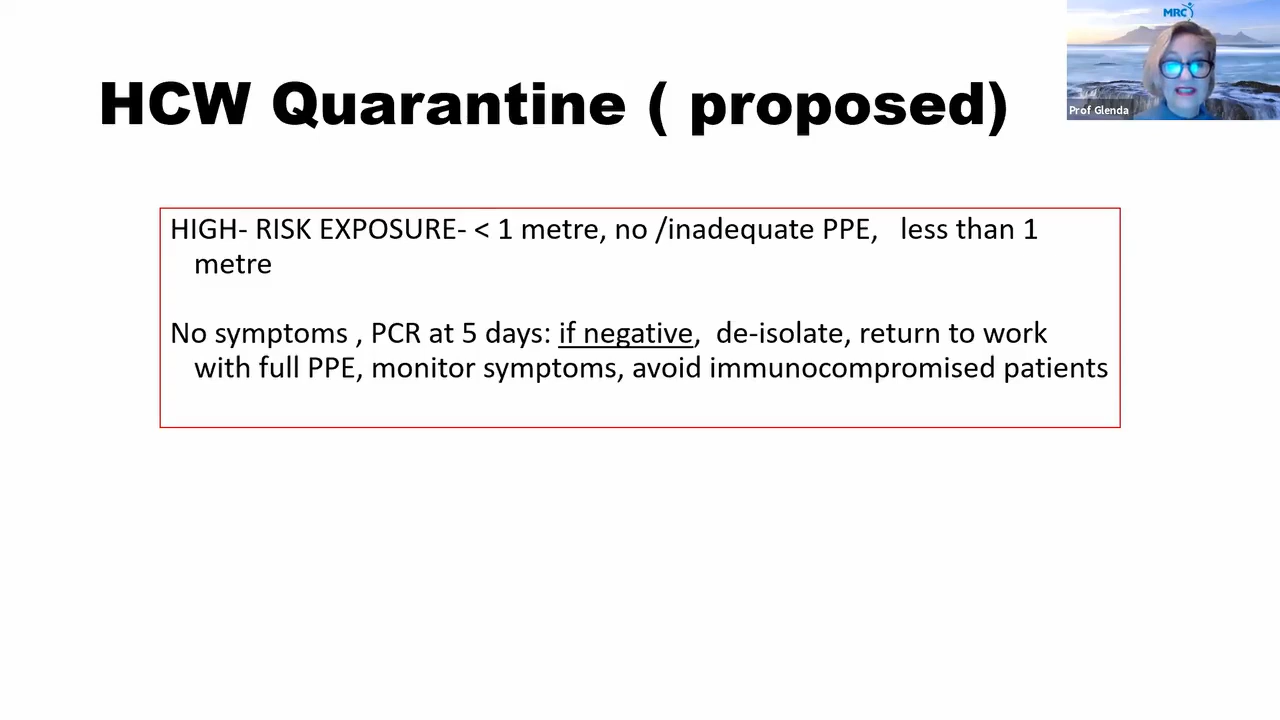 MRC
Prof Glenda
HCW Quarantine ( proposed)
HIGH- RISK EXPOSURE- < 1 metre, no /inadequate PPE,   less than 1
metre
No symptoms , PCR at 5 days: if negative,  de-isolate, return to work
with full PPE, monitor symptoms, avoid immunocompromised patients